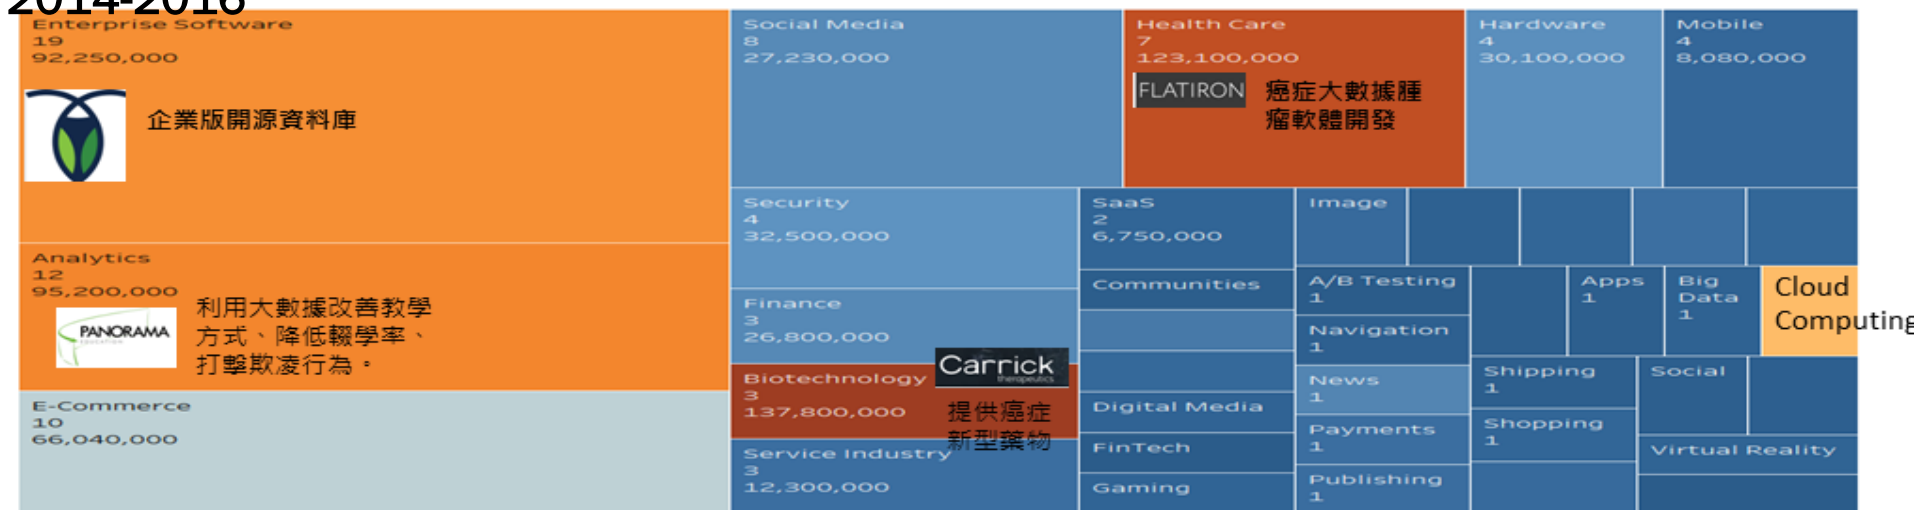 2014-2016
Enterprise Software
19
92,250,000
企業版開源資料庫
Analytics
12
95,200,000
PANORAMA
education
利用大數據改善教學
方式、降低輟學率、
打擊欺凌行為。
E-Commerce
10
66,040,000
Social Media
8
27,230,000
Health Care
7
123,100,000
FLATIRON
癌症大數據腫
瘤軟體開發
Hardware
4
30,100,000
Mobile
4
8,080,000
Security
4
32,500,000
Finance
3
26,800,000
Biotechnology
3
137,800,000
Carrick
therapeutics
提供癌症
新型藥物
Service Industry
3
12,300,000
SaaS
2
6,750,000
Communities
Digital Media
FinTech
Gaming
Image
A/B Testing
1
Navigation
1
News
1
Payments
1
Publishing
1
Apps
1
Big
Data
1
Cloud
Computing
Shipping
1
Shopping
1
Social
Virtual Reality